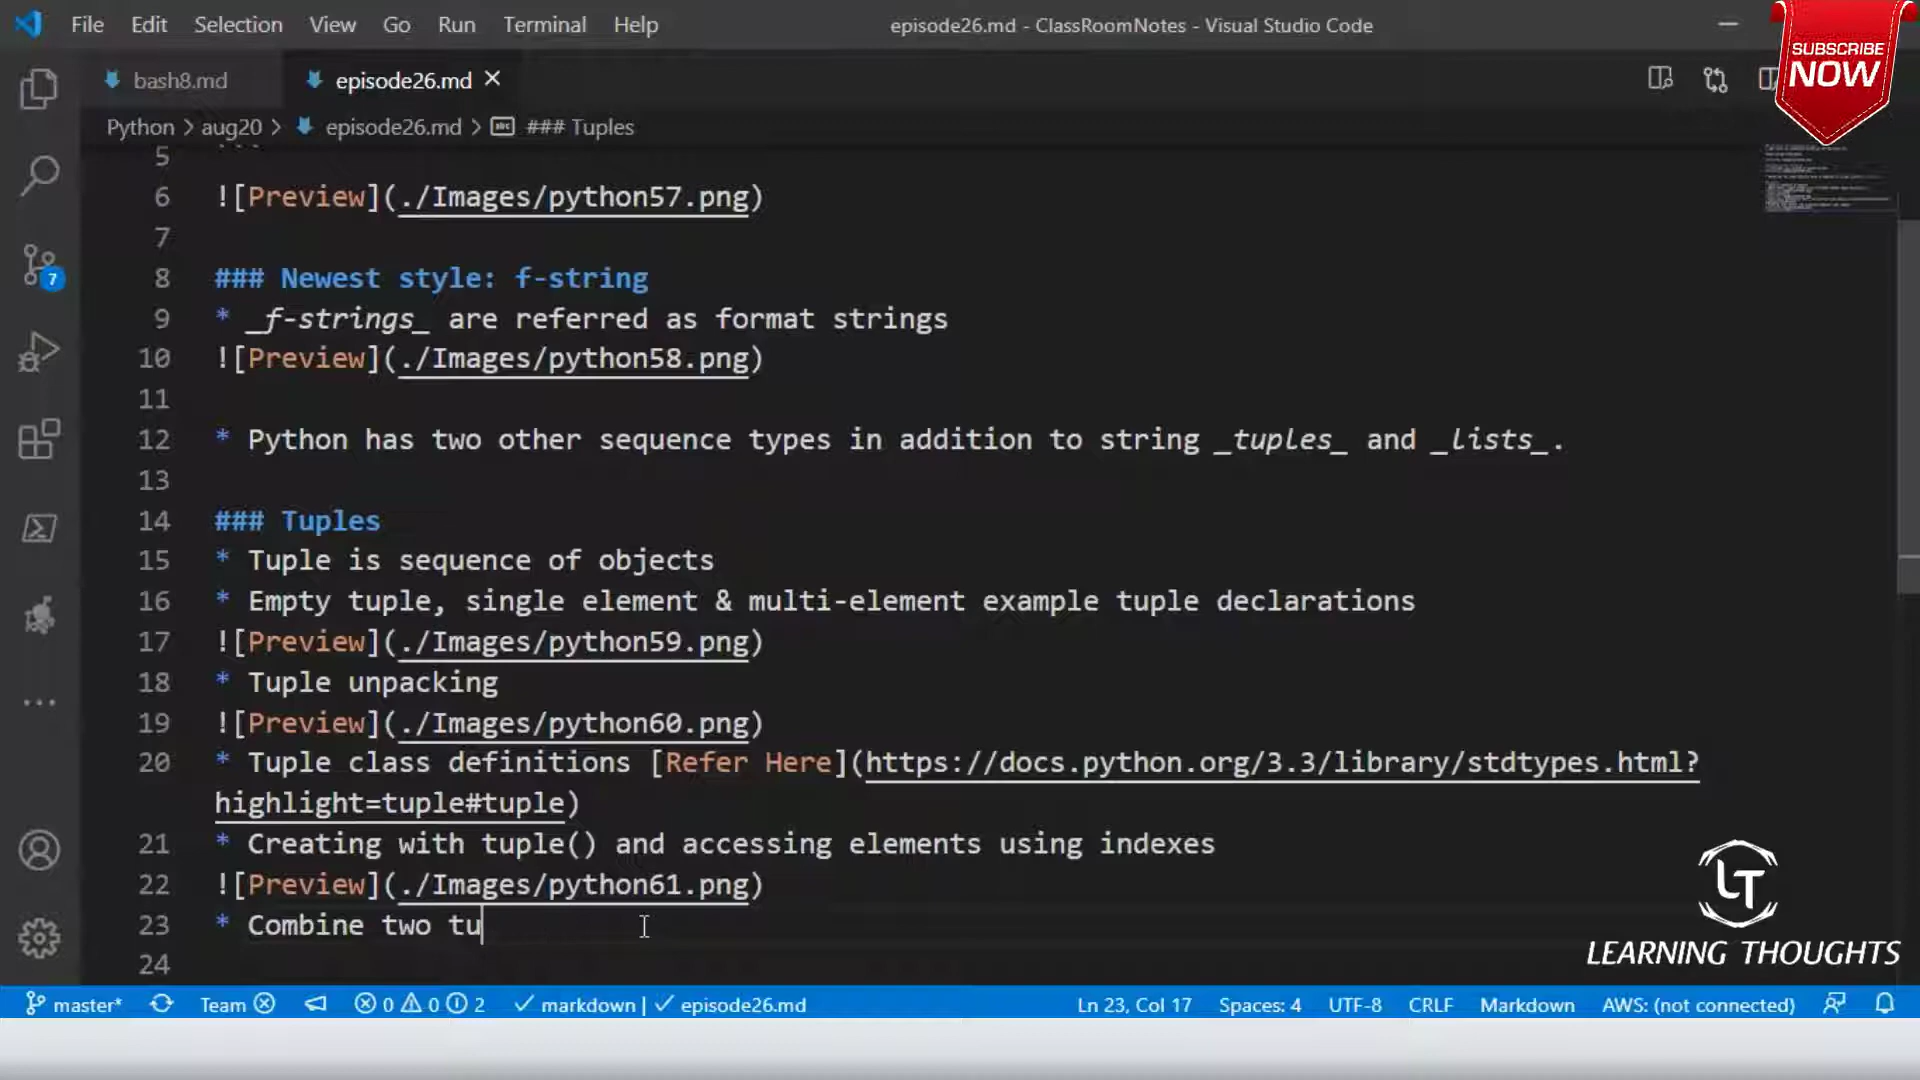 File Edit Selection View Go Run Terminal Help
episode26.md - ClassRoomNotes - Visual Studio Code
SUBSCRIBE
NOW
bash8.md
episode26.md
Python > aug20 > episode26.md > ### Tuples
5 ```
6 ![Preview](./Images/python57.png)
7
8 ### Newest style: f-string
9 * _f-strings_ are referred as format strings
10 ![Preview](./Images/python58.png)
11
12 * Python has two other sequence types in addition to string _tuples_ and _lists_.
13
14 ### Tuples
15 * Tuple is sequence of objects
16 * Empty tuple, single element & multi-element example tuple declarations
17 ![Preview](./Images/python59.png)
18 * Tuple unpacking
19 ![Preview](./Images/python60.png)
20 * Tuple class definitions [Refer Here](https://docs.python.org/3.3/library/stdtypes.html?
highlight=tuple#tuple)
21 * Creating with tuple() and accessing elements using indexes
22 ![Preview](./Images/python61.png)
23 * Combine two tu
24
7
LT
LEARNING THOUGHTS
master* Team 0 0 2 markdown | episode26.md Ln 23, Col 17 Spaces: 4 UTF-8 CRLF Markdown AWS: (not connected)